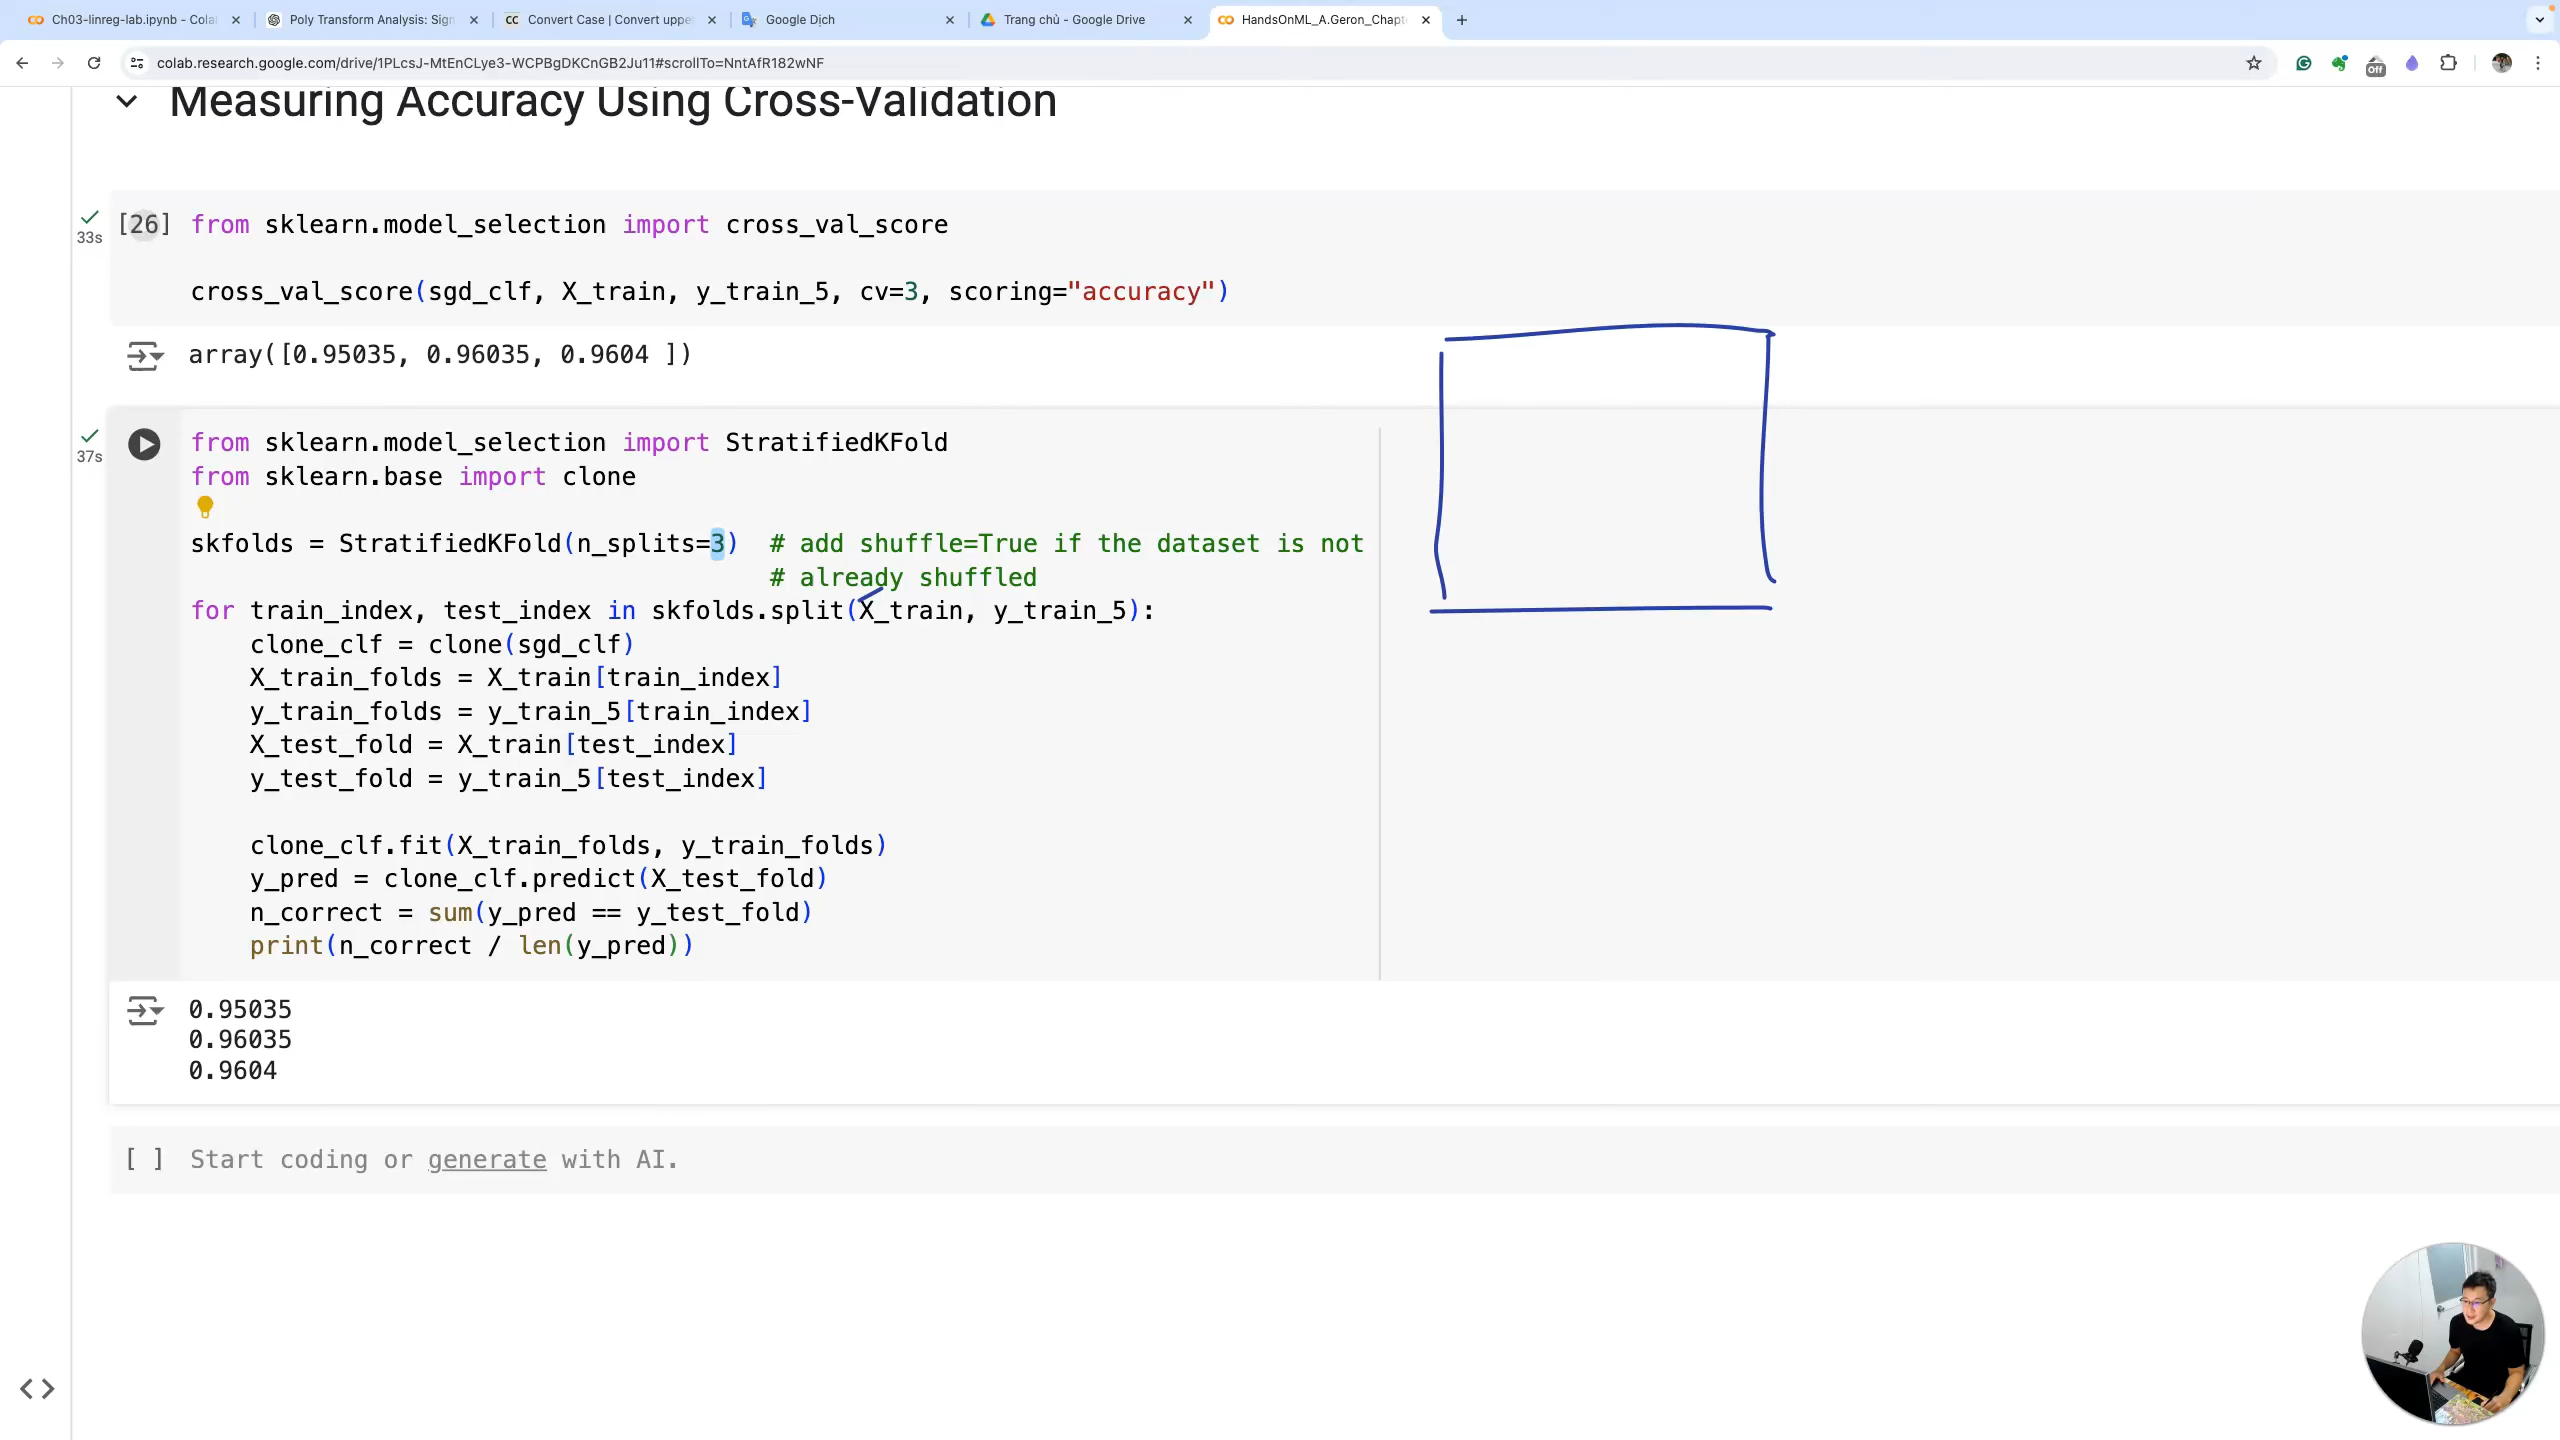 Ch03-linreg-lab.ipynb - Cola
Poly Transform Analysis: Sign
CC Convert Case | Convert uppe
Google Dịch
Trang chủ - Google Drive
HandsOnML_A.Geron_Chapt
colab.research.google.com/drive/1PLcsJ-MtEnCLye3-WCPBgDKCnGB2Ju11#scrollTo=NntAfR182wNF
Off
Measuring Accuracy Using Cross-Validation
33s
[26] from sklearn.model_selection import cross_val_score
cross_val_score(sgd_clf, X_train, y_train_5, cv=3, scoring="accuracy")
array([0.95035, 0.96035, 0.9604 ])
37s
from sklearn.model_selection import StratifiedKFold
from sklearn.base import clone
skfolds = StratifiedKFold(n_splits=3)  # add shuffle=True if the dataset is not
# already shuffled
for train_index, test_index in skfolds.split(X_train, y_train_5):
clone_clf = clone(sgd_clf)
X_train_folds = X_train[train_index]
y_train_folds = y_train_5[train_index]
X_test_fold = X_train[test_index]
y_test_fold = y_train_5[test_index]
clone_clf.fit(X_train_folds, y_train_folds)
y_pred = clone_clf.predict(X_test_fold)
n_correct = sum(y_pred == y_test_fold)
print(n_correct / len(y_pred))
0.95035
0.96035
0.9604
[ ] Start coding or generate with AI.